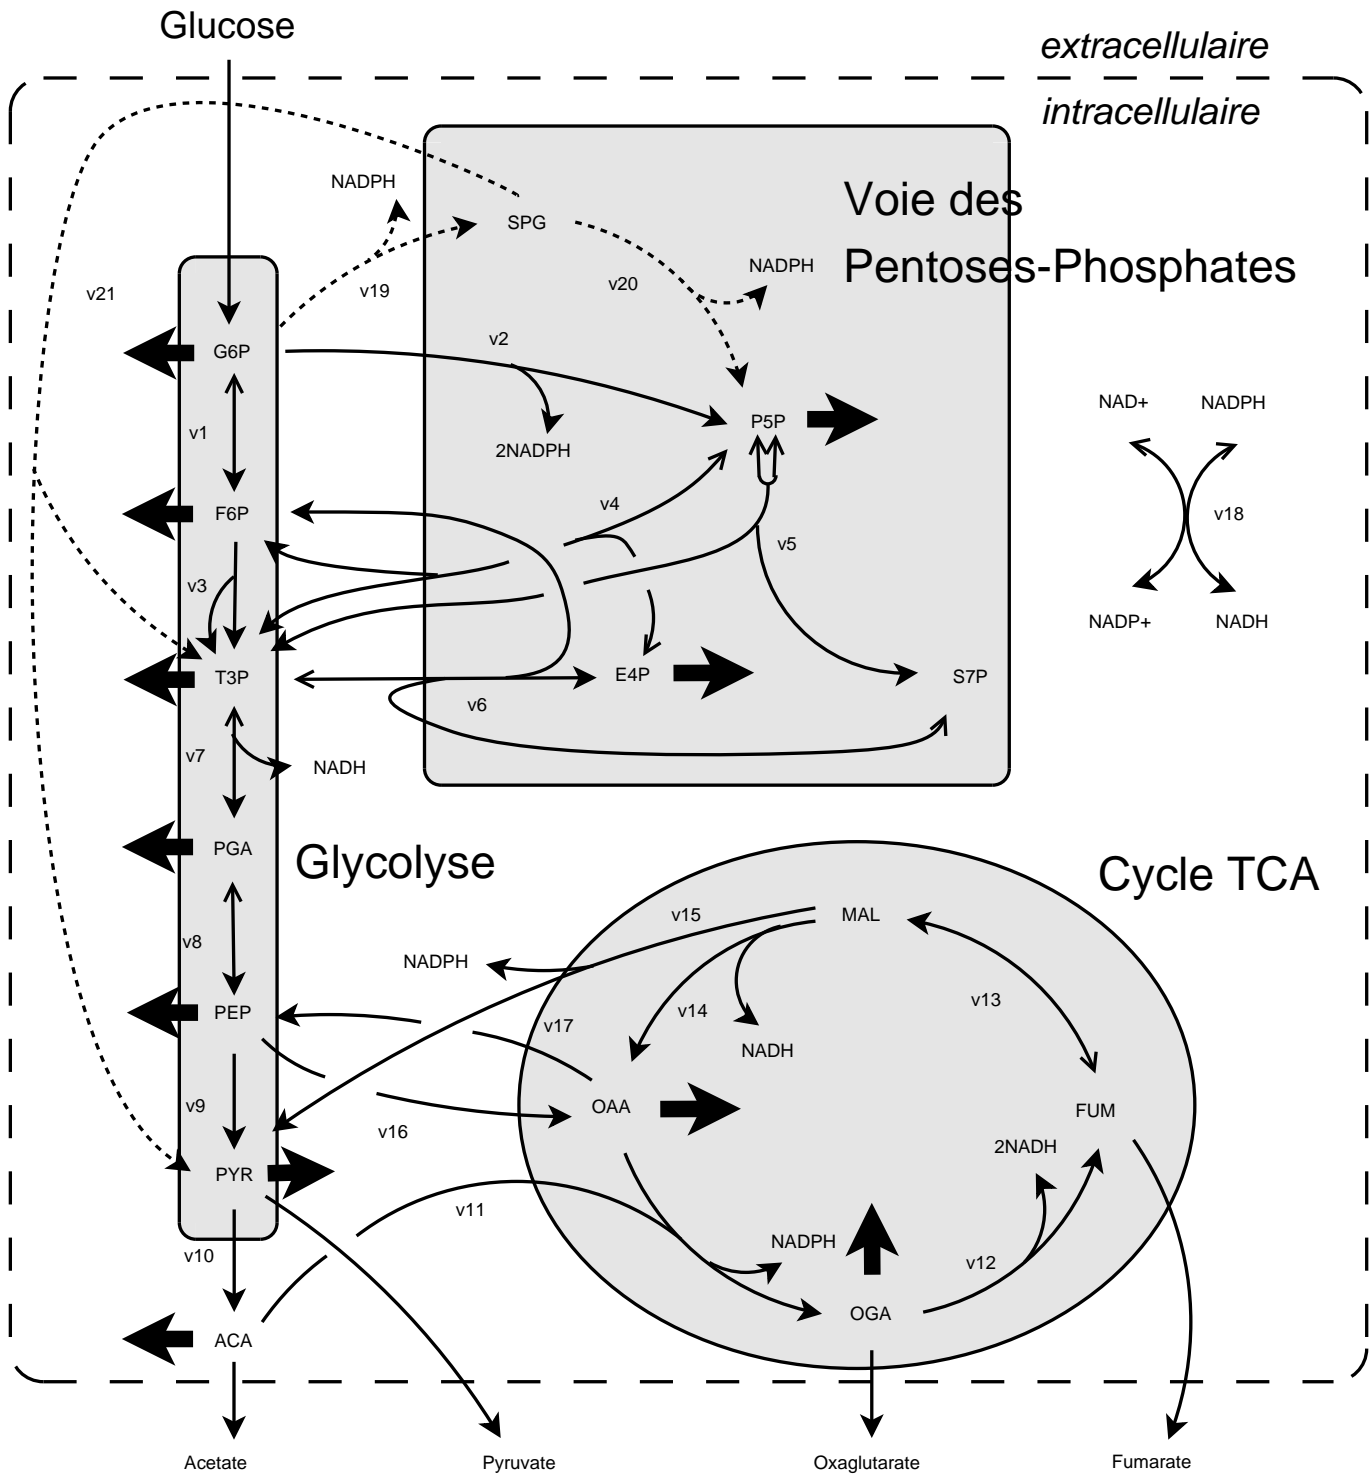 Glucose
extracellulaire
intracellulaire
NADPH
SPG
Voie des
Pentoses-Phosphates
NADPH
v21
v19
v20
G6P
v2
P5P
NAD+
NADPH
v1
2NADPH
F6P
v4
v18
v5
v3
NADP+
NADH
T3P
E4P
S7P
v6
v7
NADH
PGA
Glycolyse
Cycle TCA
v15
MAL
v8
NADPH
v13
PEP
v17
v14
NADH
v9
OAA
FUM
v16
2NADH
PYR
v11
v10
NADPH
v12
OGA
ACA
Acetate
Pyruvate
Oxaglutarate
Fumarate